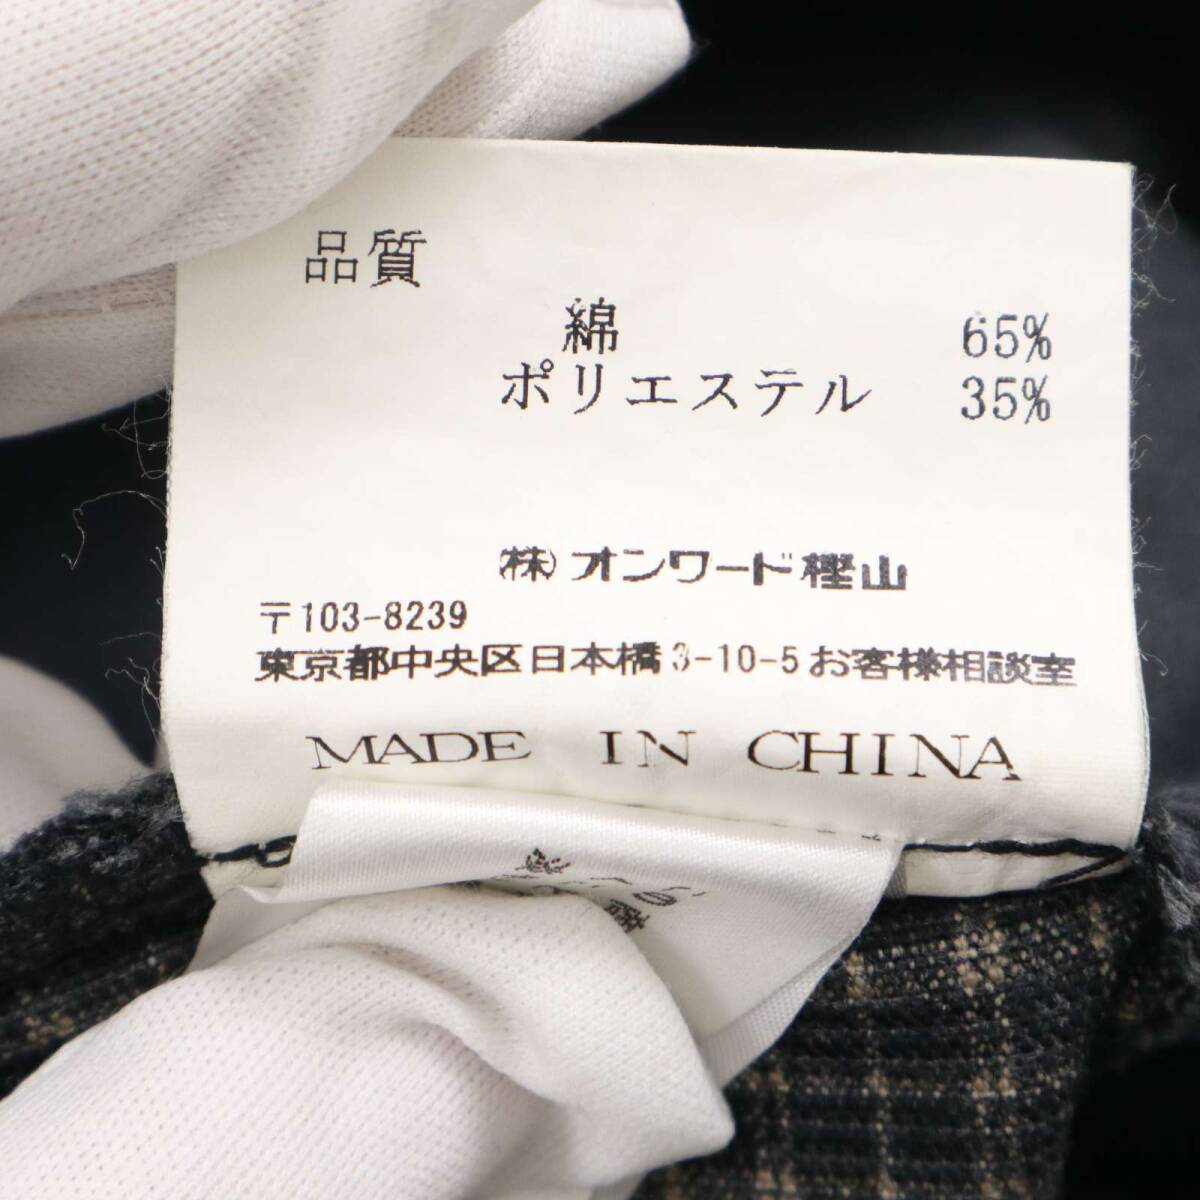 品質
綿 65%
ポリエステル 35%
㈱オンワード樫山
〒103-8239
東京都中央区日本橋3-10-5お客様相談室
MADE IN CHINA